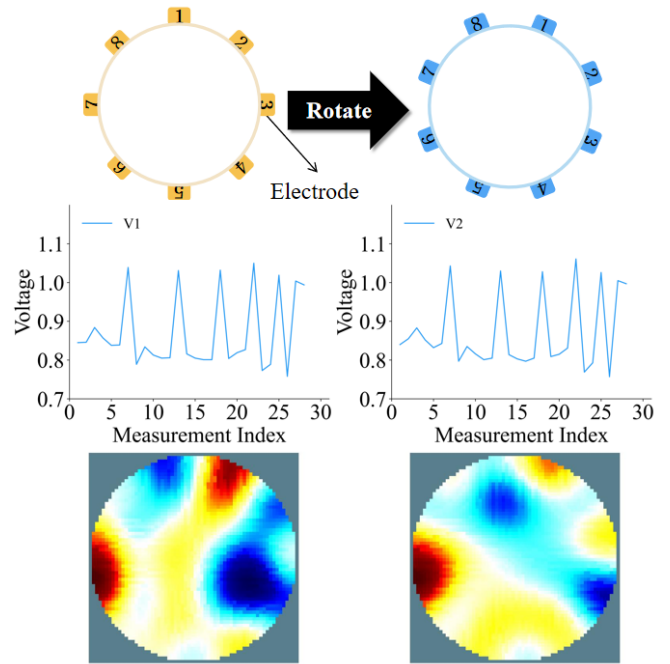 1
8 2
7 3
6 4
5
Rotate
8 1
7 2
6 3
5 4
Electrode
V1
Voltage
1.1
1.0
0.9
0.8
0.7
0 5 10 15 20 25 30
Measurement Index
V2
Voltage
1.1
1.0
0.9
0.8
0.7
0 5 10 15 20 25 30
Measurement Index